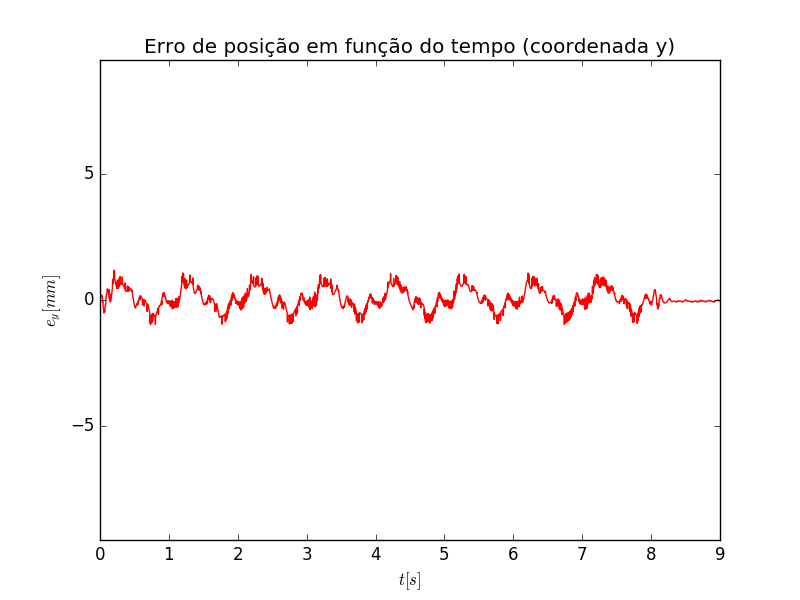 Erro de posição em função do tempo (coordenada y)
5
0
−5
e_y[mm]
0 1 2 3 4 5 6 7 8 9
t[s]